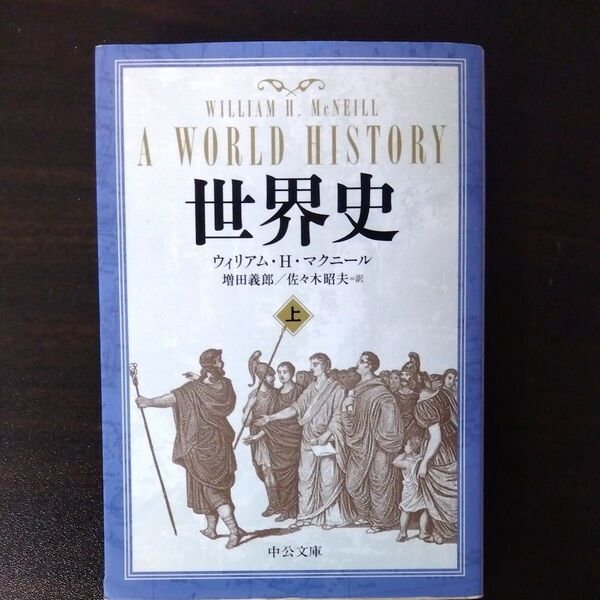 WILLIAM H. McNEILL
A WORLD HISTORY
世界史
ウィリアム・H・マクニール
増田義郎／佐々木昭夫=訳
上
中公文庫